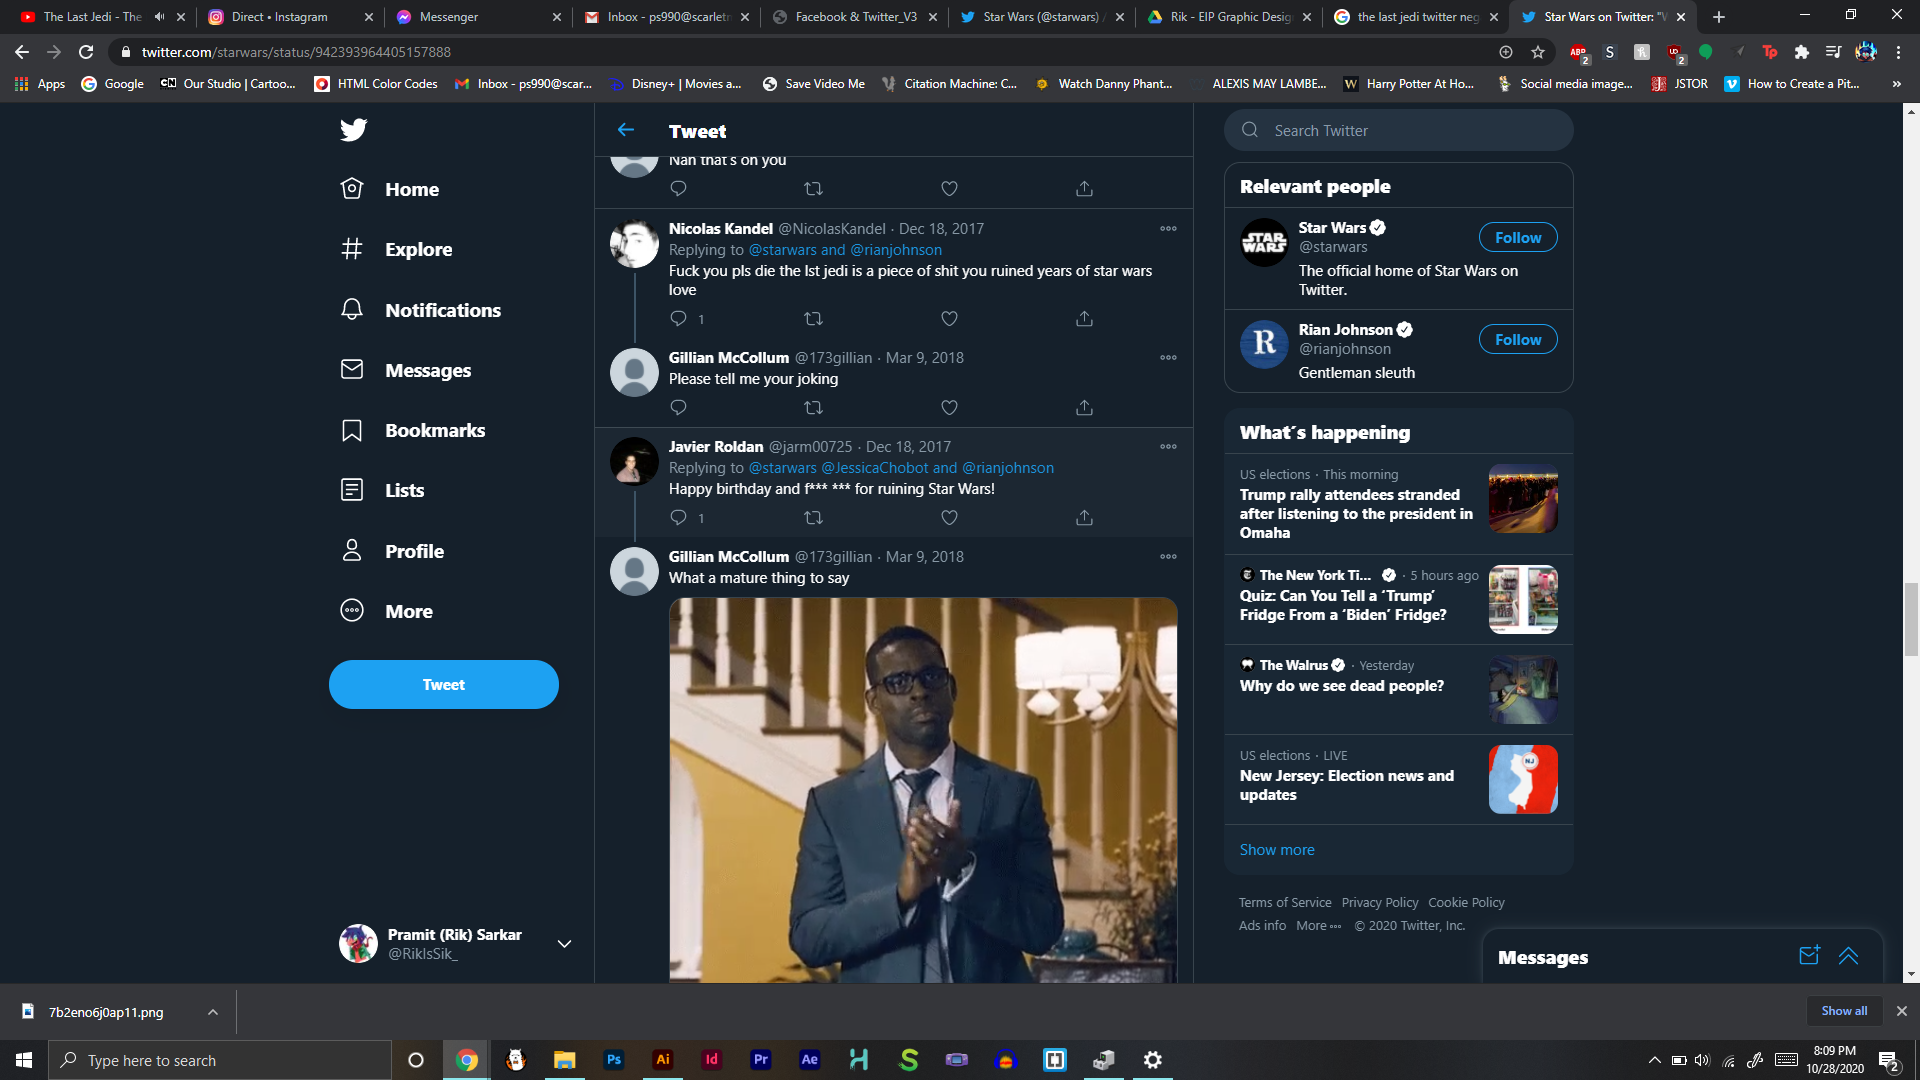 The Last Jedi - The
Direct • Instagram
Messenger
Inbox - ps990@scarletm
Facebook & Twitter_V3
Star Wars (@starwars) /
Rik - EIP Graphic Desig
the last jedi twitter neg
Star Wars on Twitter: "W
twitter.com/starwars/status/942393964405157888
Apps
Google
Our Studio | Cartoo...
HTML Color Codes
Inbox - ps990@scar...
Disney+ | Movies a...
Save Video Me
Citation Machine: C...
Watch Danny Phant...
ALEXIS MAY LAMBE...
Harry Potter At Ho...
Social media image...
JSTOR
How to Create a Pit...
Home
Explore
Notifications
Messages
Bookmarks
Lists
Profile
More
Tweet
Pramit (Rik) Sarkar
@RikIsSik_
Tweet
Nah that's on you
Nicolas Kandel @NicolasKandel · Dec 18, 2017
Replying to @starwars and @rianjohnson
Fuck you pls die the lst jedi is a piece of shit you ruined years of star wars
love
1
Gillian McCollum @173gillian · Mar 9, 2018
Please tell me your joking
Javier Roldan @jarm00725 · Dec 18, 2017
Replying to @starwars @JessicaChobot and @rianjohnson
Happy birthday and f*** *** for ruining Star Wars!
1
Gillian McCollum @173gillian · Mar 9, 2018
What a mature thing to say
Search Twitter
Relevant people
STAR WARS
Star Wars
@starwars
Follow
The official home of Star Wars on
Twitter.
R
Rian Johnson
@rianjohnson
Follow
Gentleman sleuth
What's happening
US elections · This morning
Trump rally attendees stranded
after listening to the president in
Omaha
The New York Ti... · 5 hours ago
Quiz: Can You Tell a 'Trump'
Fridge From a 'Biden' Fridge?
The Walrus · Yesterday
Why do we see dead people?
US elections · LIVE
New Jersey: Election news and
updates
NJ
Show more
Terms of Service Privacy Policy Cookie Policy
Ads info More © 2020 Twitter, Inc.
Messages
7b2eno6j0ap11.png
Show all
Type here to search
Ps
Ai
Id
Pr
Ae
8:09 PM
10/28/2020
2